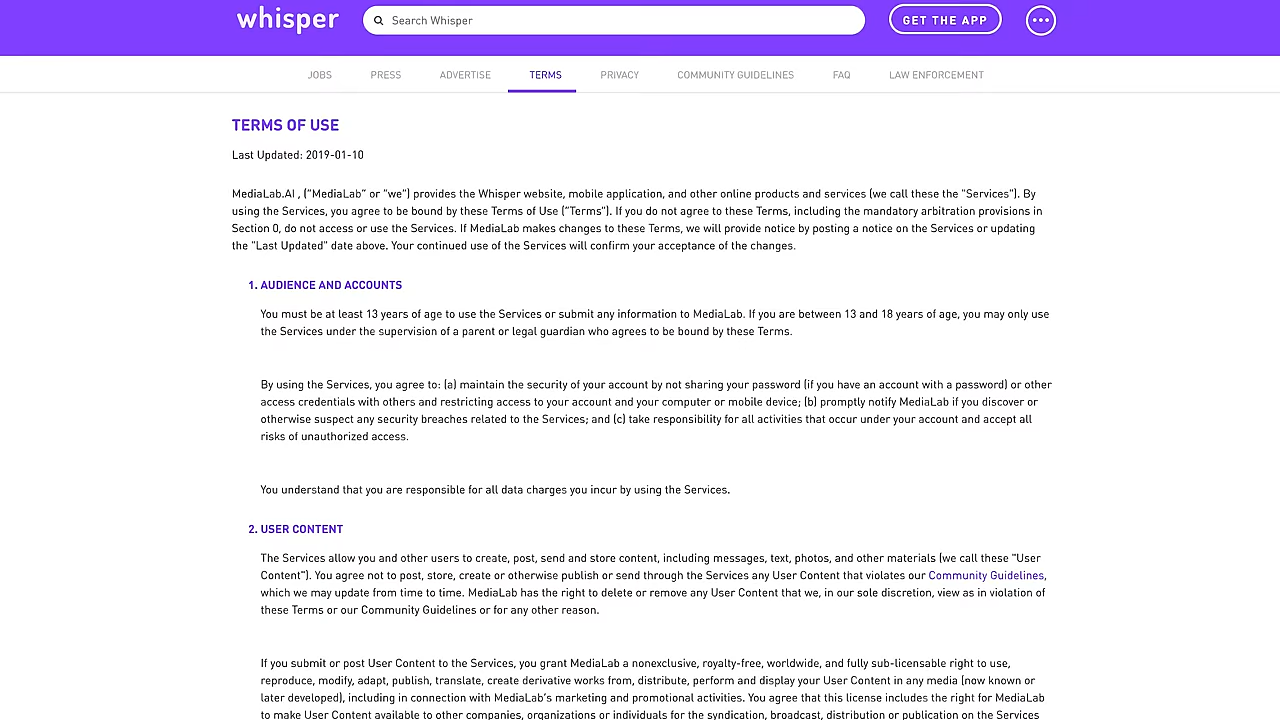 whisper
Search Whisper
GET THE APP
JOBS PRESS ADVERTISE TERMS PRIVACY COMMUNITY GUIDELINES FAQ LAW ENFORCEMENT
TERMS OF USE
Last Updated: 2019-01-10
MediaLab.AI , ("MediaLab" or "we") provides the Whisper website, mobile application, and other online products and services (we call these the "Services"). By
using the Services, you agree to be bound by these Terms of Use ("Terms"). If you do not agree to these Terms, including the mandatory arbitration provisions in
Section 0, do not access or use the Services. If MediaLab makes changes to these Terms, we will provide notice by posting a notice on the Services or updating
the "Last Updated" date above. Your continued use of the Services will confirm your acceptance of the changes.
1. AUDIENCE AND ACCOUNTS
You must be at least 13 years of age to use the Services or submit any information to MediaLab. If you are between 13 and 18 years of age, you may only use
the Services under the supervision of a parent or legal guardian who agrees to be bound by these Terms.
By using the Services, you agree to: (a) maintain the security of your account by not sharing your password (if you have an account with a password) or other
access credentials with others and restricting access to your account and your computer or mobile device; (b) promptly notify MediaLab if you discover or
otherwise suspect any security breaches related to the Services; and (c) take responsibility for all activities that occur under your account and accept all
risks of unauthorized access.
You understand that you are responsible for all data charges you incur by using the Services.
2. USER CONTENT
The Services allow you and other users to create, post, send and store content, including messages, text, photos, and other materials (we call these "User
Content"). You agree not to post, store, create or otherwise publish or send through the Services any User Content that violates our Community Guidelines,
which we may update from time to time. MediaLab has the right to delete or remove any User Content that we, in our sole discretion, view as in violation of
these Terms or our Community Guidelines or for any other reason.
If you submit or post User Content to the Services, you grant MediaLab a nonexclusive, royalty-free, worldwide, and fully sub-licensable right to use,
reproduce, modify, adapt, publish, translate, create derivative works from, distribute, perform and display your User Content in any media (now known or
later developed), including in connection with MediaLab's marketing and promotional activities. You agree that this license includes the right for MediaLab
to make User Content available to other companies, organizations or individuals for the syndication, broadcast, distribution or publication on the Services